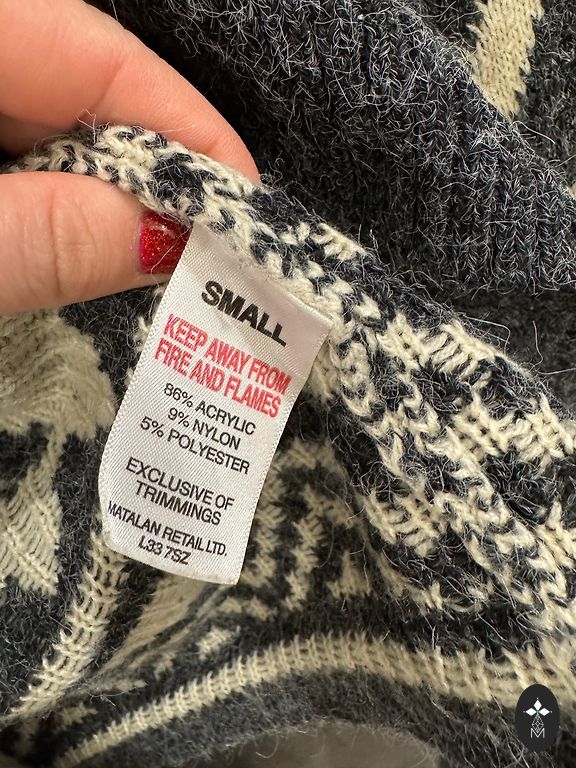 SMALL
KEEP AWAY FROM
FIRE AND FLAMES
86% ACRYLIC
9% NYLON
5% POLYESTER
EXCLUSIVE OF
TRIMMINGS
MATALAN RETAIL LTD.
L33 7SZ
M